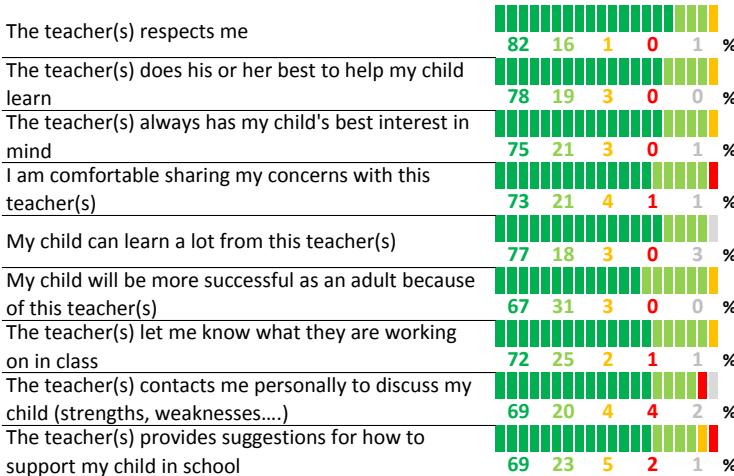 The teacher(s) respects me
82 16 1 0 1 %
The teacher(s) does his or her best to help my child
learn
78 19 3 0 0 %
The teacher(s) always has my child's best interest in
mind
75 21 3 0 1 %
I am comfortable sharing my concerns with this
teacher(s)
73 21 4 1 1 %
My child can learn a lot from this teacher(s)
77 18 3 0 3 %
My child will be more successful as an adult because
of this teacher(s)
67 31 3 0 0 %
The teacher(s) let me know what they are working
on in class
72 25 2 1 1 %
The teacher(s) contacts me personally to discuss my
child (strengths, weaknesses....)
69 20 4 4 2 %
The teacher(s) provides suggestions for how to
support my child in school
69 23 5 2 1 %